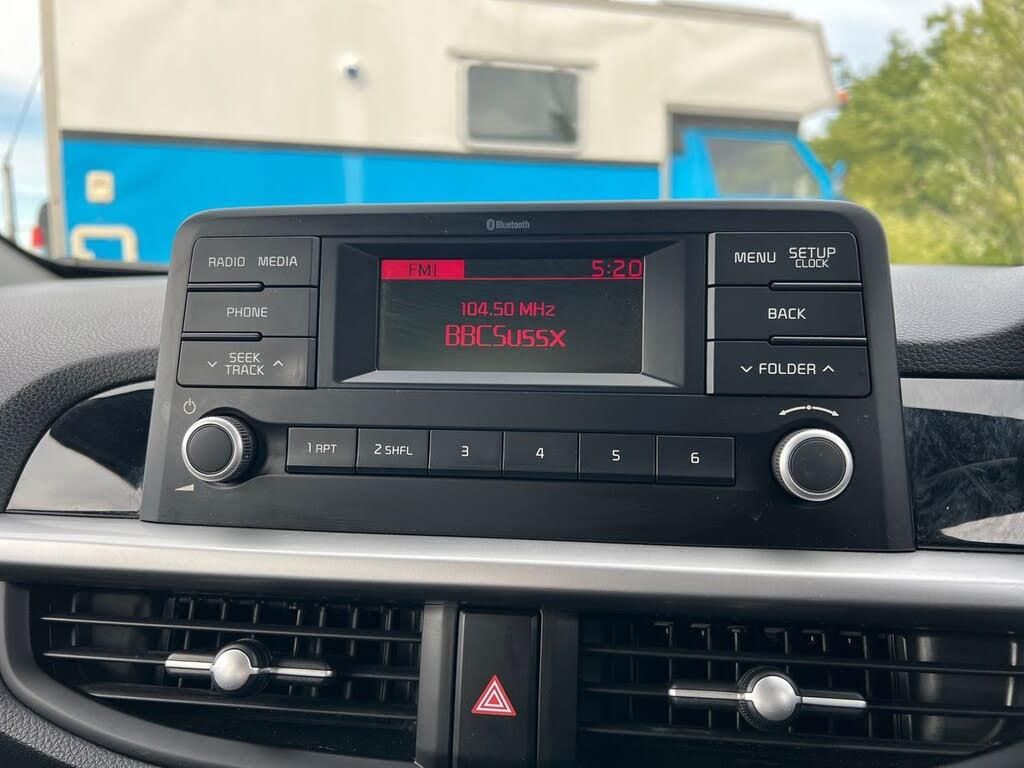 Bluetooth
RADIO MEDIA
PHONE
SEEK
TRACK
FM1 5:20
104.50 MHz
BBCSussx
MENU SETUP
CLOCK
BACK
FOLDER
1 RPT 2 SHFL 3 4 5 6